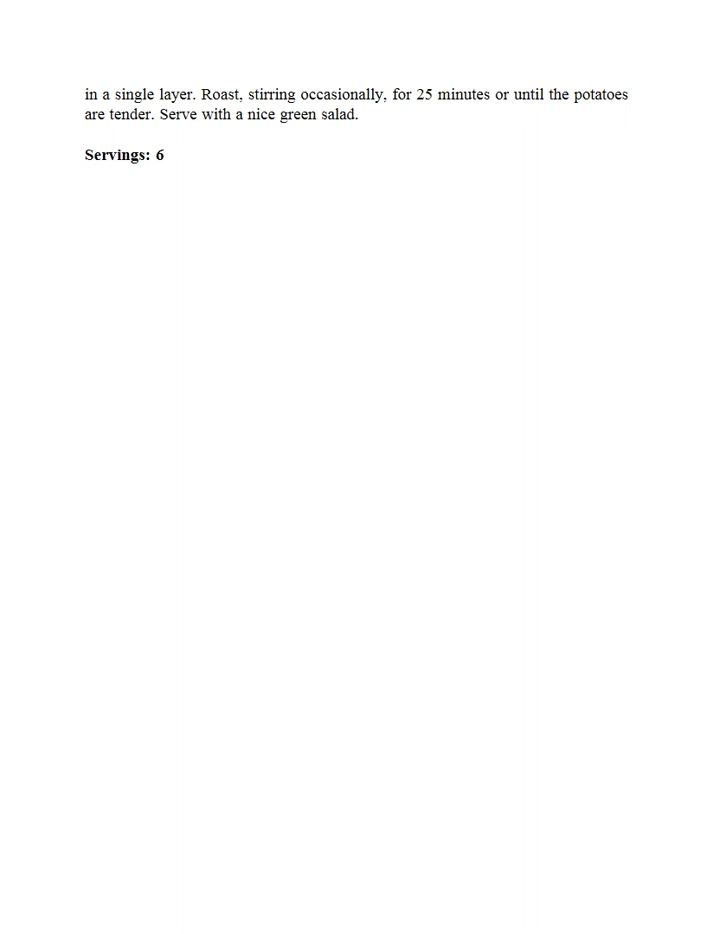 in a single layer. Roast, stirring occasionally, for 25 minutes or until the potatoes
are tender. Serve with a nice green salad.
Servings: 6